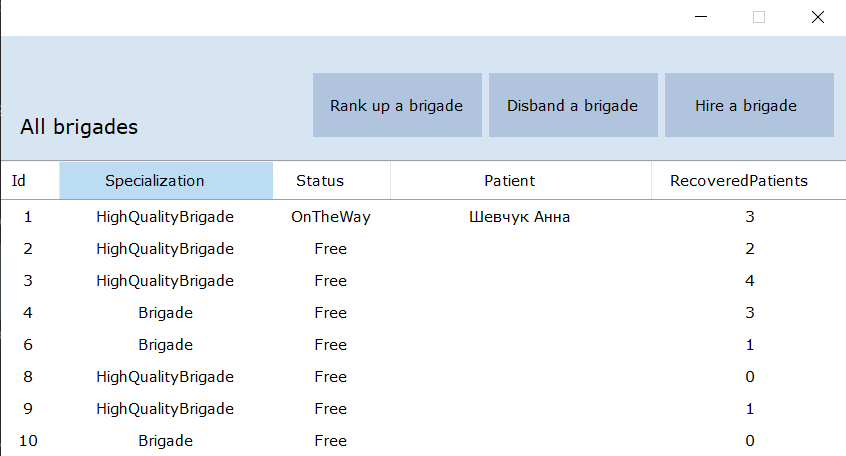 Rank up a brigade Disband a brigade Hire a brigade
All brigades
Id Specialization Status Patient RecoveredPatients
1 HighQualityBrigade OnTheWay Шевчук Анна 3
2 HighQualityBrigade Free 2
3 HighQualityBrigade Free 4
4 Brigade Free 3
6 Brigade Free 1
8 HighQualityBrigade Free 0
9 HighQualityBrigade Free 1
10 Brigade Free 0